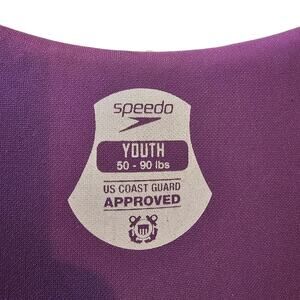 speedo
YOUTH
50 - 90 lbs
US COAST GUARD
APPROVED